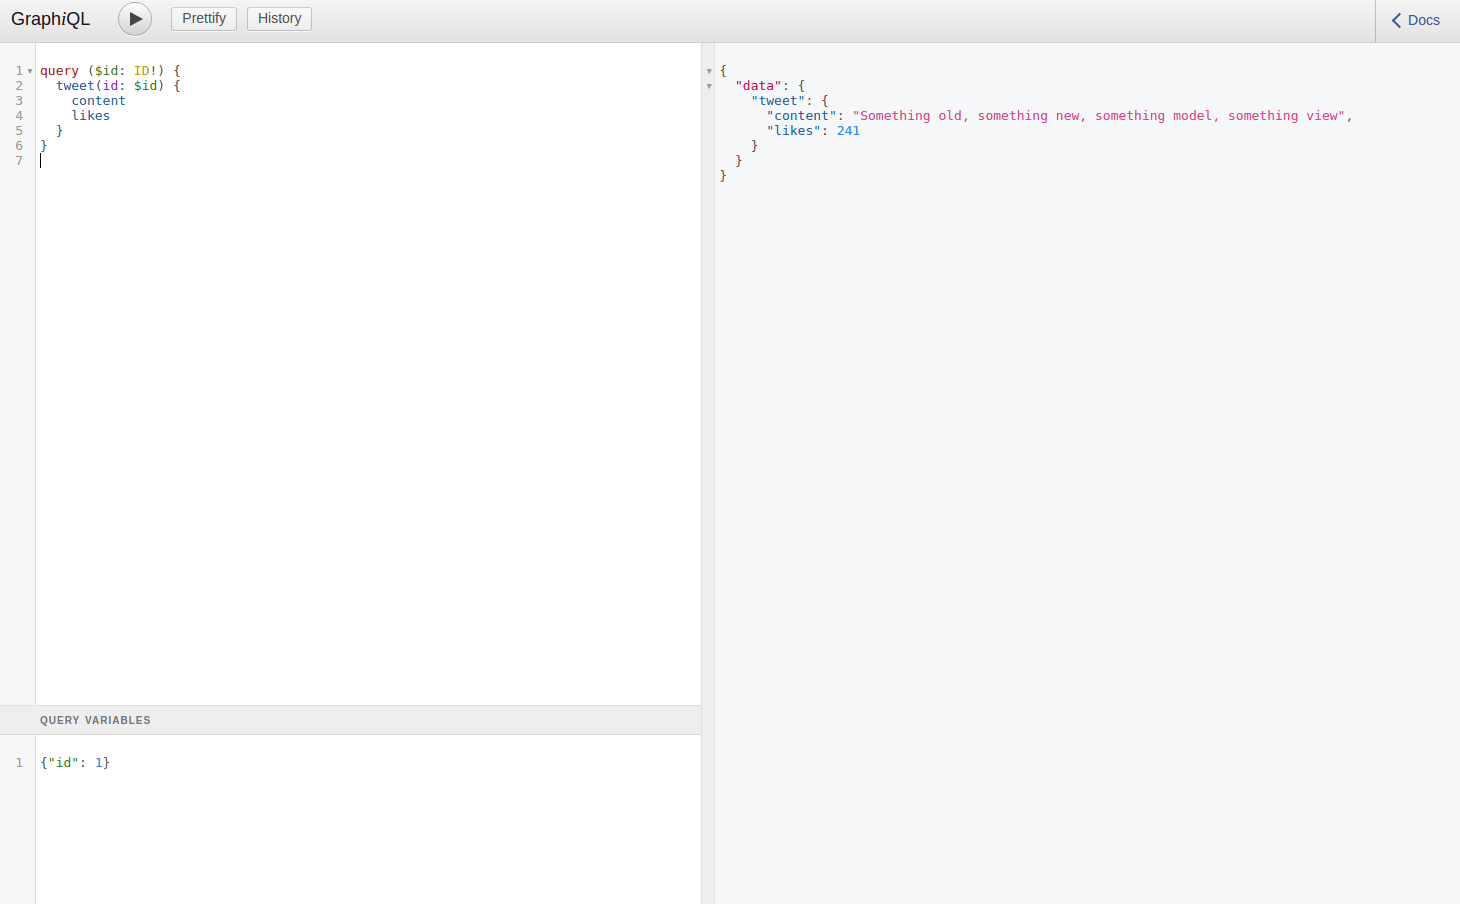 GraphiQL
Prettify
History
Docs
1 query ($id: ID!) {
2   tweet(id: $id) {
3     content
4     likes
5   }
6 }
7
QUERY VARIABLES
1 {"id": 1}
{
  "data": {
    "tweet": {
      "content": "Something old, something new, something model, something view",
      "likes": 241
    }
  }
}